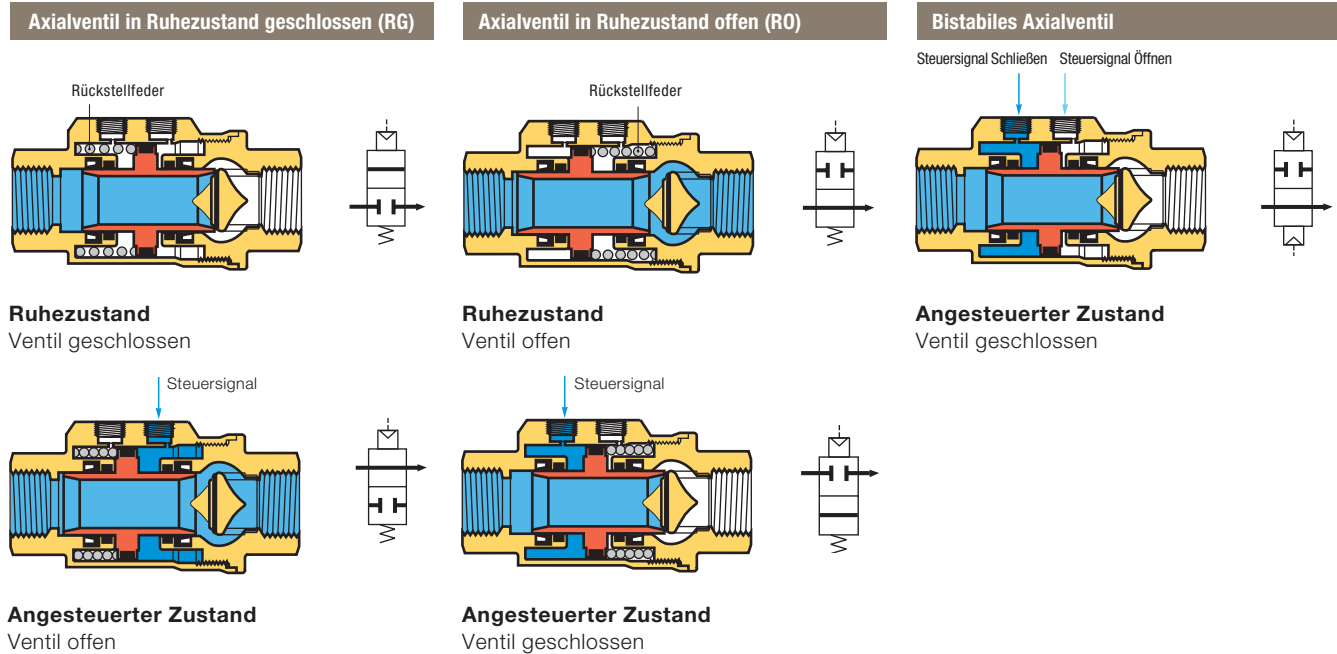 Axialventil in Ruhezustand geschlossen (RG)
Rückstellfeder
Ruhezustand
Ventil geschlossen
Steuersignal
Angesteuerter Zustand
Ventil offen
Axialventil in Ruhezustand offen (RO)
Rückstellfeder
Ruhezustand
Ventil offen
Steuersignal
Angesteuerter Zustand
Ventil geschlossen
Bistabiles Axialventil
Steuersignal Schließen
Steuersignal Öffnen
Angesteuerter Zustand
Ventil geschlossen